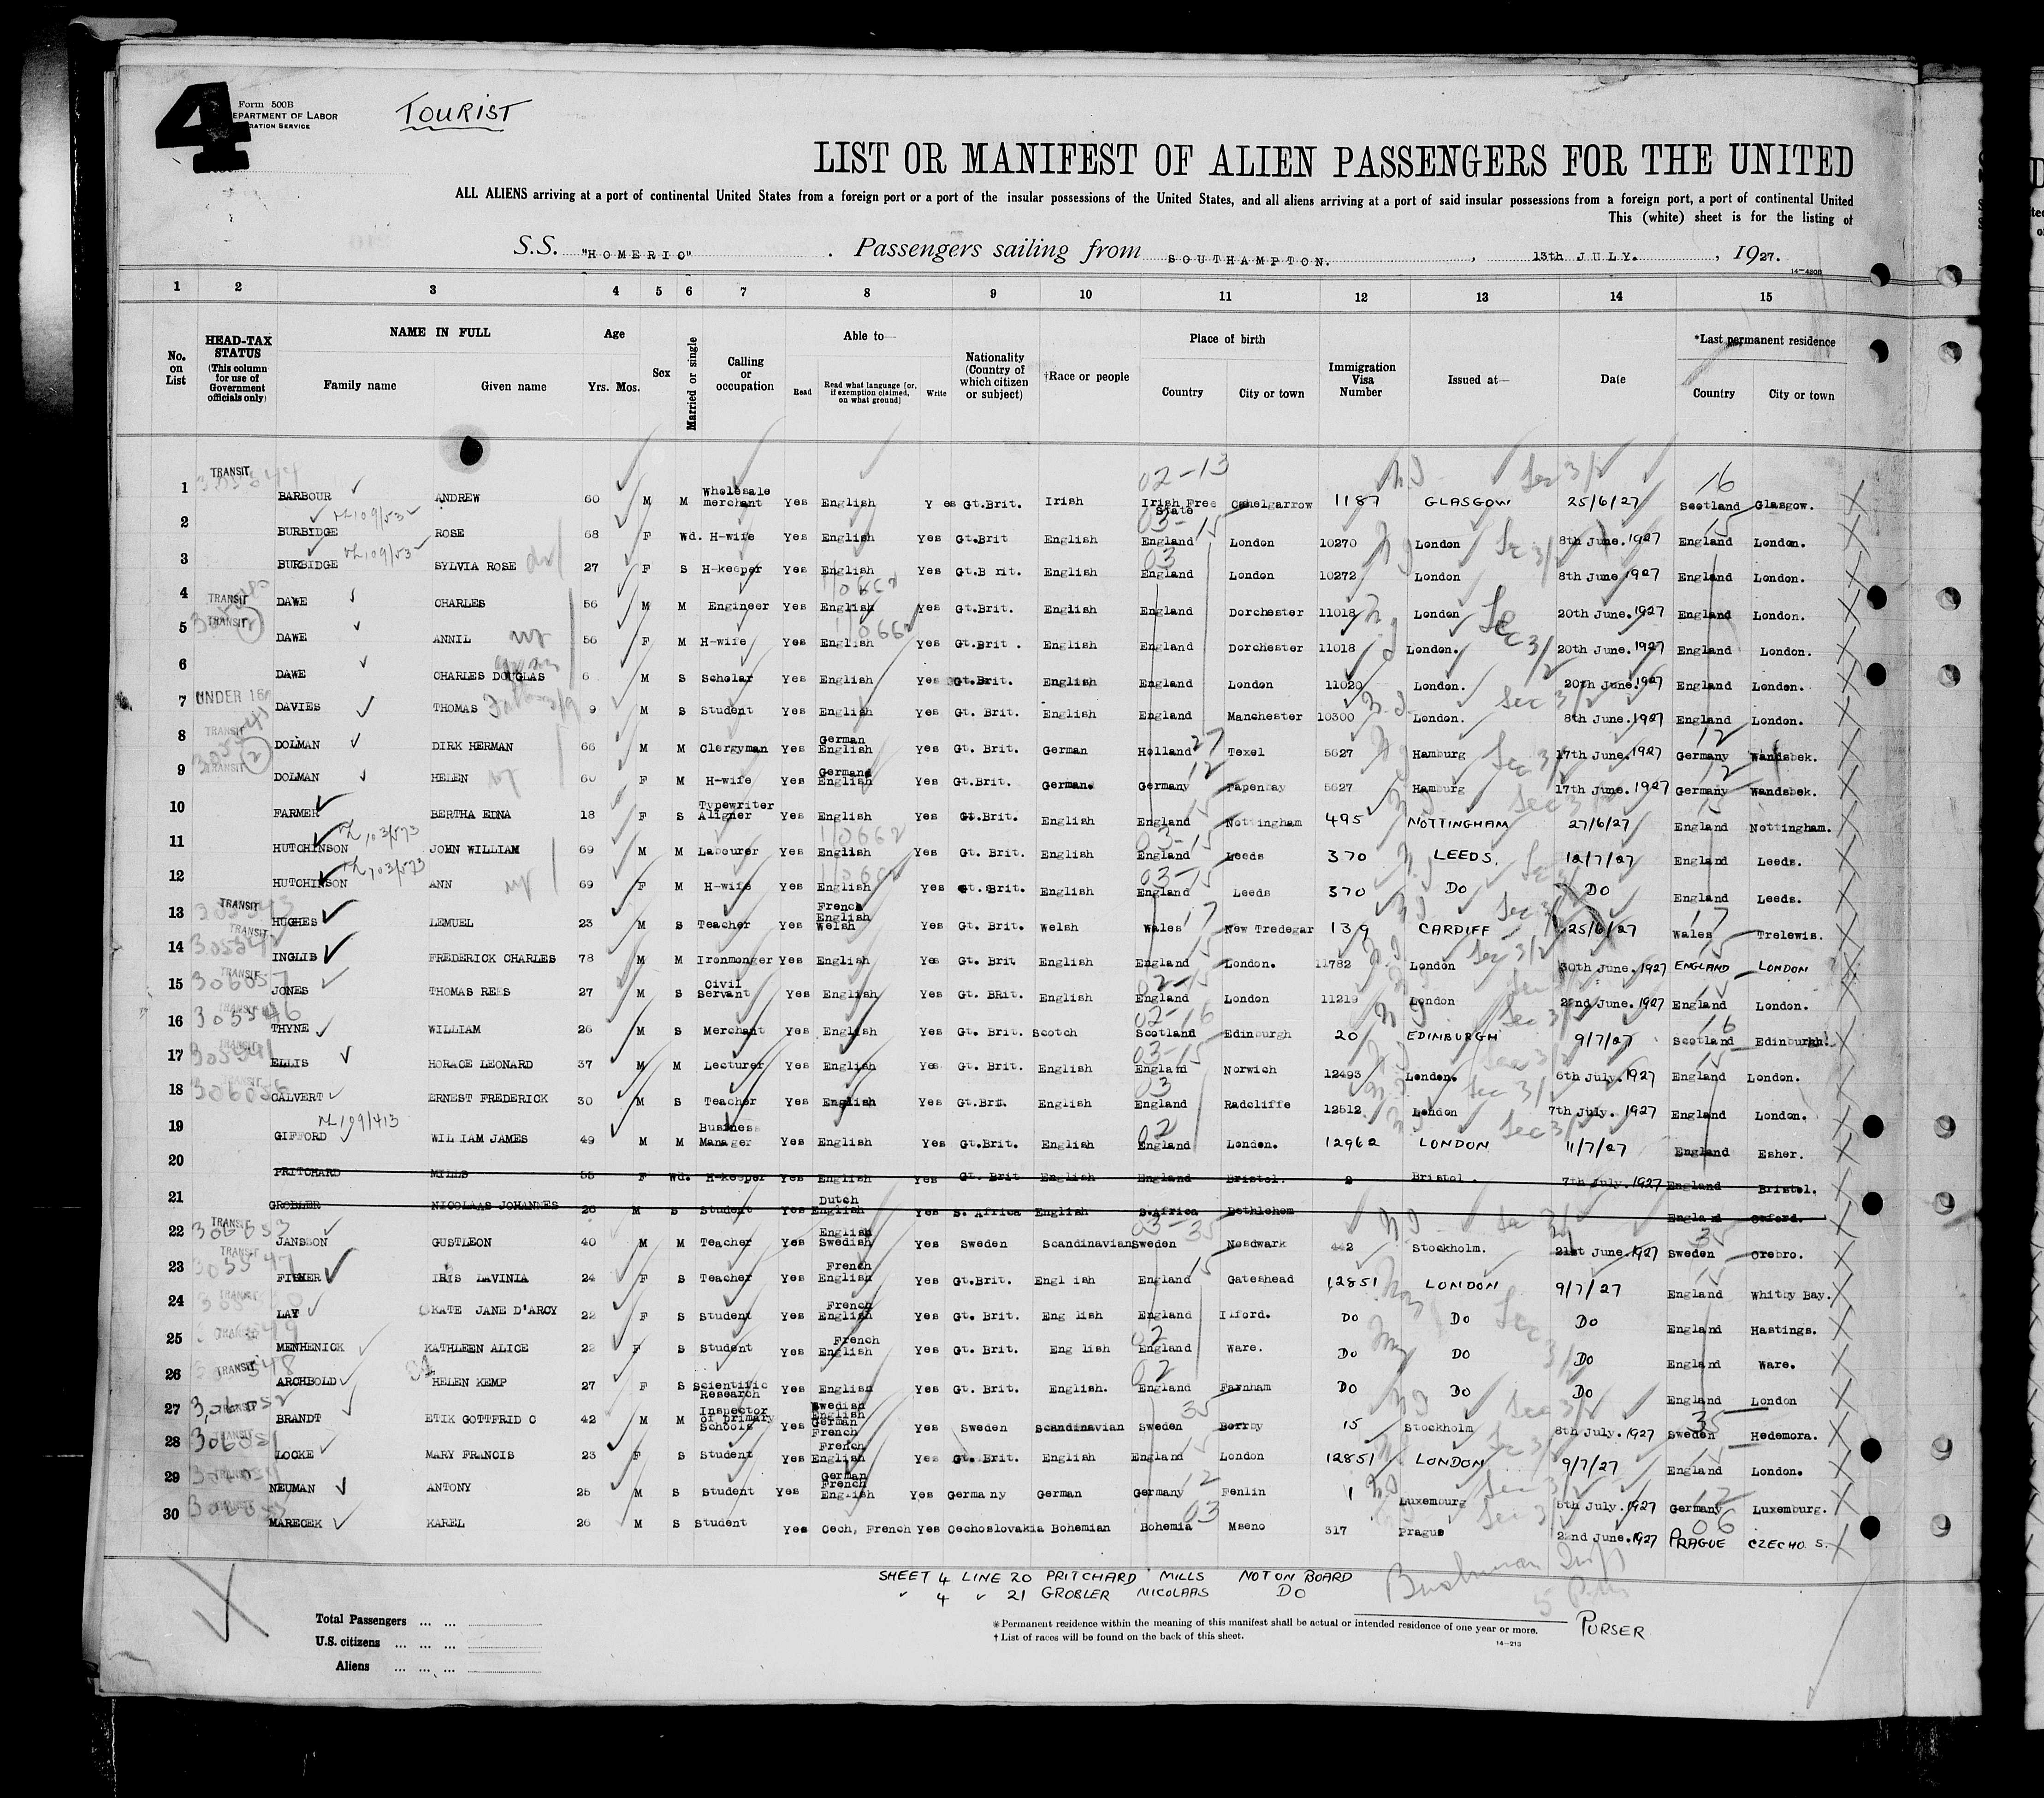 4
Form 500B
TOURIST
EPARTMENT OF LABOR
RATION SERVICE
LIST OR MANIFEST OF ALIEN PASSENGERS FOR THE UNITED
ALL ALIENS arriving at a port of continental United States from a foreign port or a port of the insular possessions of the United States, and all aliens arriving at a port of said insular possessions from a foreign port, a port of continental United
This (white) sheet is for the listing of
S.S. "HOMERIC" . Passengers sailing from SOUTHAMPTON. , 13th JULY. , 1927.
1 2 3 4 5 6 7 8 9 10 11 12 13 14 15
No. on List HEAD-TAX STATUS (This column for use of Government officials only) NAME IN FULL Family name Given name Age Yrs. Mos. Sex Married or single Calling or occupation Able to— Read Read what language [or, if exemption claimed, on what ground] Write Nationality (Country of which citizen or subject) †Race or people Place of birth Country City or town Immigration Visa Number Issued at— Date *Last permanent residence Country City or town
1 TRANSIT BARBOUR ANDREW 60 M M Wholesale merchant Yes English Y es Gt.Brit. Irish Irish Free State Camelgarrow 1187 GLASGOW 25/6/27 Scotland Glasgow.
2 BURBIDGE ROSE 68 F Wd. H-wife Yes English Yes Gt.Brit English England London 10270 London 8th June.1927 England London.
3 BURBIDGE SYLVIA ROSE 27 F S H-keeper Yes English Yes Gt.B rit. English England London 10272 London 8th June 1927 England London.
4 TRANSIT DAWE CHARLES 56 M M Engineer Yes English Yes Gt.Brit. English England Dorchester 11018 London 20th June.1927 England London.
5 TRANSIT DAWE ANNIL 56 F M H-wife Yes English Yes Gt.Brit . English England Dorchester 11018 London. 20th June.1927 England London.
6 DAWE CHARLES DOUGLAS 6 M S Scholar Yes English Yes Gt.Brit. English England London 11020 London. 20th June.1927 England London.
7 UNDER 16 DAVIES THOMAS 9 M S Student Yes English Yes Gt. Brit. English England Manchester 10300 London. 8th June.1927 England London.
8 TRANSIT DOLMAN DIRK HERMAN 66 M M Clergyman Yes German English Yes Gt. Brit. German Holland Texel 5627 Hamburg 17th June.1927 Germany Wandsbek.
9 TRANSIT DOLMAN HELEN 60 F M H-wife Yes Germand English Yes Gt.Brit. German. Germany Papenbay 5627 Hamburg 17th June.1927 Germany Wandsbek.
10 FARMER BERTHA EDNA 18 F S Typewriter Aligner Yes English Yes Gt.Brit. English England Nottingham 495 NOTTINGHAM 27/6/27 England Nottingham.
11 HUTCHINSON JOHN WILLIAM 69 M M Labourer Yes English Yes Gt. Brit. English England Leeds 370 LEEDS. 12/7/27 England Leeds.
12 HUTCHINSON ANN 69 F M H-wife Yes English Yes Gt. Brit. English England Leeds 370 DO DO England Leeds.
13 TRANSIT HUGHES LEMUEL 23 M S Teacher Yes French English Welsh Yes Gt. Brit. Welsh Wales New Tredegar 139 CARDIFF 25/6/27 Wales Trelewis.
14 TRANSIT INGLIS FREDERICK CHARLES 78 M M Ironmonger Yes English Yes Gt. Brit English England London. 11782 London 30th June.1927 ENGLAND LONDON
15 TRANSIT JONES THOMAS REES 27 M S Civil Servant Yes English Yes Gt. BRit. English England London 11219 London 22nd June.1927 England London.
16 TRANSIT THYNE WILLIAM 26 M S Merchant Yes English Yes Gt. Brit. Scotch Scotland Edinburgh 20 EDINBURGH 9/7/27 Scotland Edinburgh.
17 TRANSIT ELLIS HORACE LEONARD 37 M M Lecturer Yes English Yes Gt. Brit. English England Norwich 12493 London. 6th July.1927 England London.
18 CALVERT ERNEST FREDERICK 30 M S Teacher Yes English Yes Gt.Brit. English England Radcliffe 12512 London 7th July. 1927 England London.
19 GIFFORD WIL IAM JAMES 49 M M Business Manager Yes English Yes Gt.Brit. English England London. 12962 LONDON 11/7/27 England Esher.
20 PRITCHARD MILLS 55 F Wd. H-keeper Yes English Yes Gt. Brit English England Bristol. 2 Bristol . 7th July.1927 England Bristol.
21 GROBLER NICOLAAS JOHANNES 26 M S Student Yes Dutch English Yes S. Africa English S.Africa Bethlehem England Oxford.
22 TRANSIT JANSSON GUSTLEON 40 M M Teacher Yes English Swedish Yes Sweden Scandinavian Sweden Nosdwark 442 Stockholm. 21st June.1927 Sweden Orebro.
23 TRANSIT FISHER IRIS LAVINIA 24 F S Teacher Yes French English Yes Gt.Brit. Engl ish England Gateshead 12851 LONDON 9/7/27 England Whitby Bay.
24 TRANSIT LAY KATE JANE D'ARCY 22 F S Student Yes French English Yes Gt. Brit. Eng lish England Ilford. DO DO DO England Hastings.
25 TRANSIT MENHENICK KATHLEEN ALICE 22 F S Student Yes French English Yes Gt. Brit. Eng lish England Ware. DO DO DO England Ware.
26 TRANSIT ARCHBOLD HELEN KEMP 27 F S Scientific Research Yes English Yes Gt. Brit. English. England Farnham DO DO DO England London
27 TRANSIT BRANDT ETIK GOTTFRID C 42 M M Inspector of primary Schools Yes Swedish English German French Yes Sweden Scandinavian Sweden Borrby 15 Stockholm 8th July. 1927 Sweden Hedemora.
28 TRANSIT LOCKE MARY FRANCIS 23 F S Student Yes French English Yes Gt. Brit. English England London 12851 LONDON 9/7/27 England London.
29 NEUMAN ANTONY 25 M S Student Yes German French English Yes Germany German Germany Fenlin 1 Luxemburg 5th July.1927 Germany Luxemburg.
30 MARECEK KAREL 26 M S Student Yes Cech, French Yes Cechoslovakia Bohemian Bohemia Mseno 317 Prague 22nd June.1927 PRAGUE CZECHO. S.
SHEET 4 LINE 20 PRITCHARD MILLS NOT ON BOARD
" 4 " 21 GROBLER NICOLAAS DO
Total Passengers ... ...
U.S. citizens ... ... ...
Aliens ... ... ...
* Permanent residence within the meaning of this manifest shall be actual or intended residence of one year or more.
† List of races will be found on the back of this sheet.
14—213
PURSER